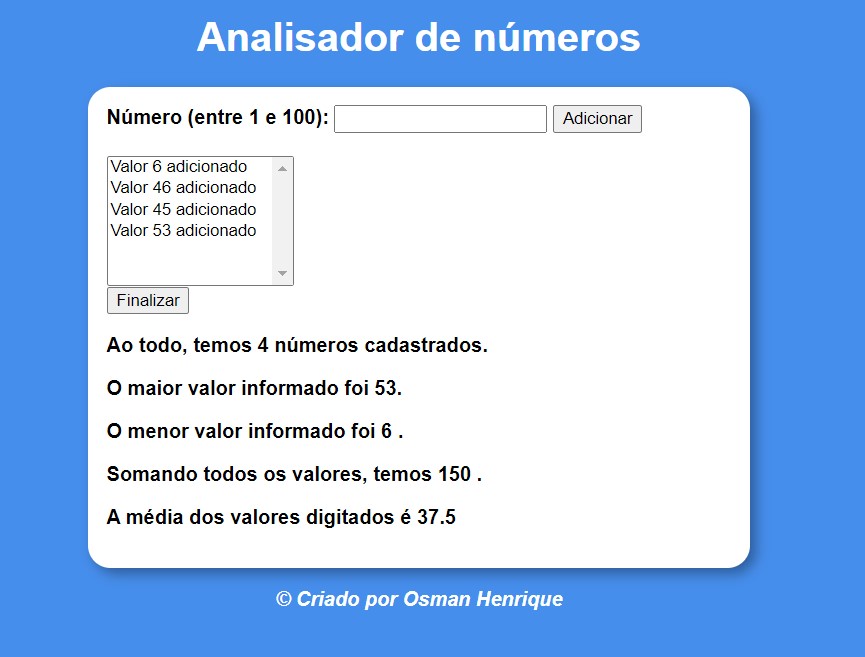 Analisador de números
Número (entre 1 e 100): Adicionar
Valor 6 adicionado
Valor 46 adicionado
Valor 45 adicionado
Valor 53 adicionado
Finalizar
Ao todo, temos 4 números cadastrados.
O maior valor informado foi 53.
O menor valor informado foi 6 .
Somando todos os valores, temos 150 .
A média dos valores digitados é 37.5
© Criado por Osman Henrique